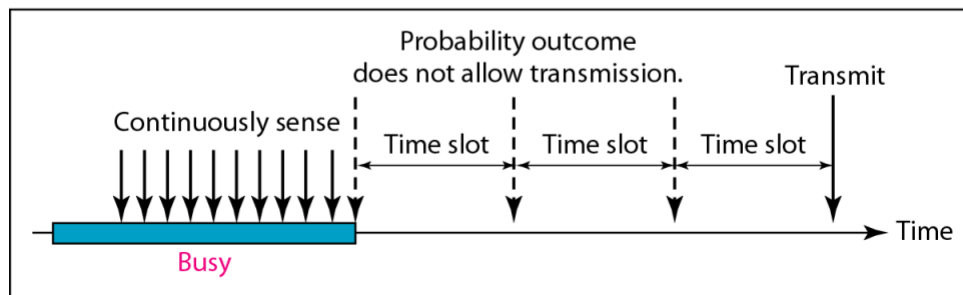 Probability outcome
does not allow transmission.
Transmit
Continuously sense
Time slot
Time slot
Time slot
Time
Busy